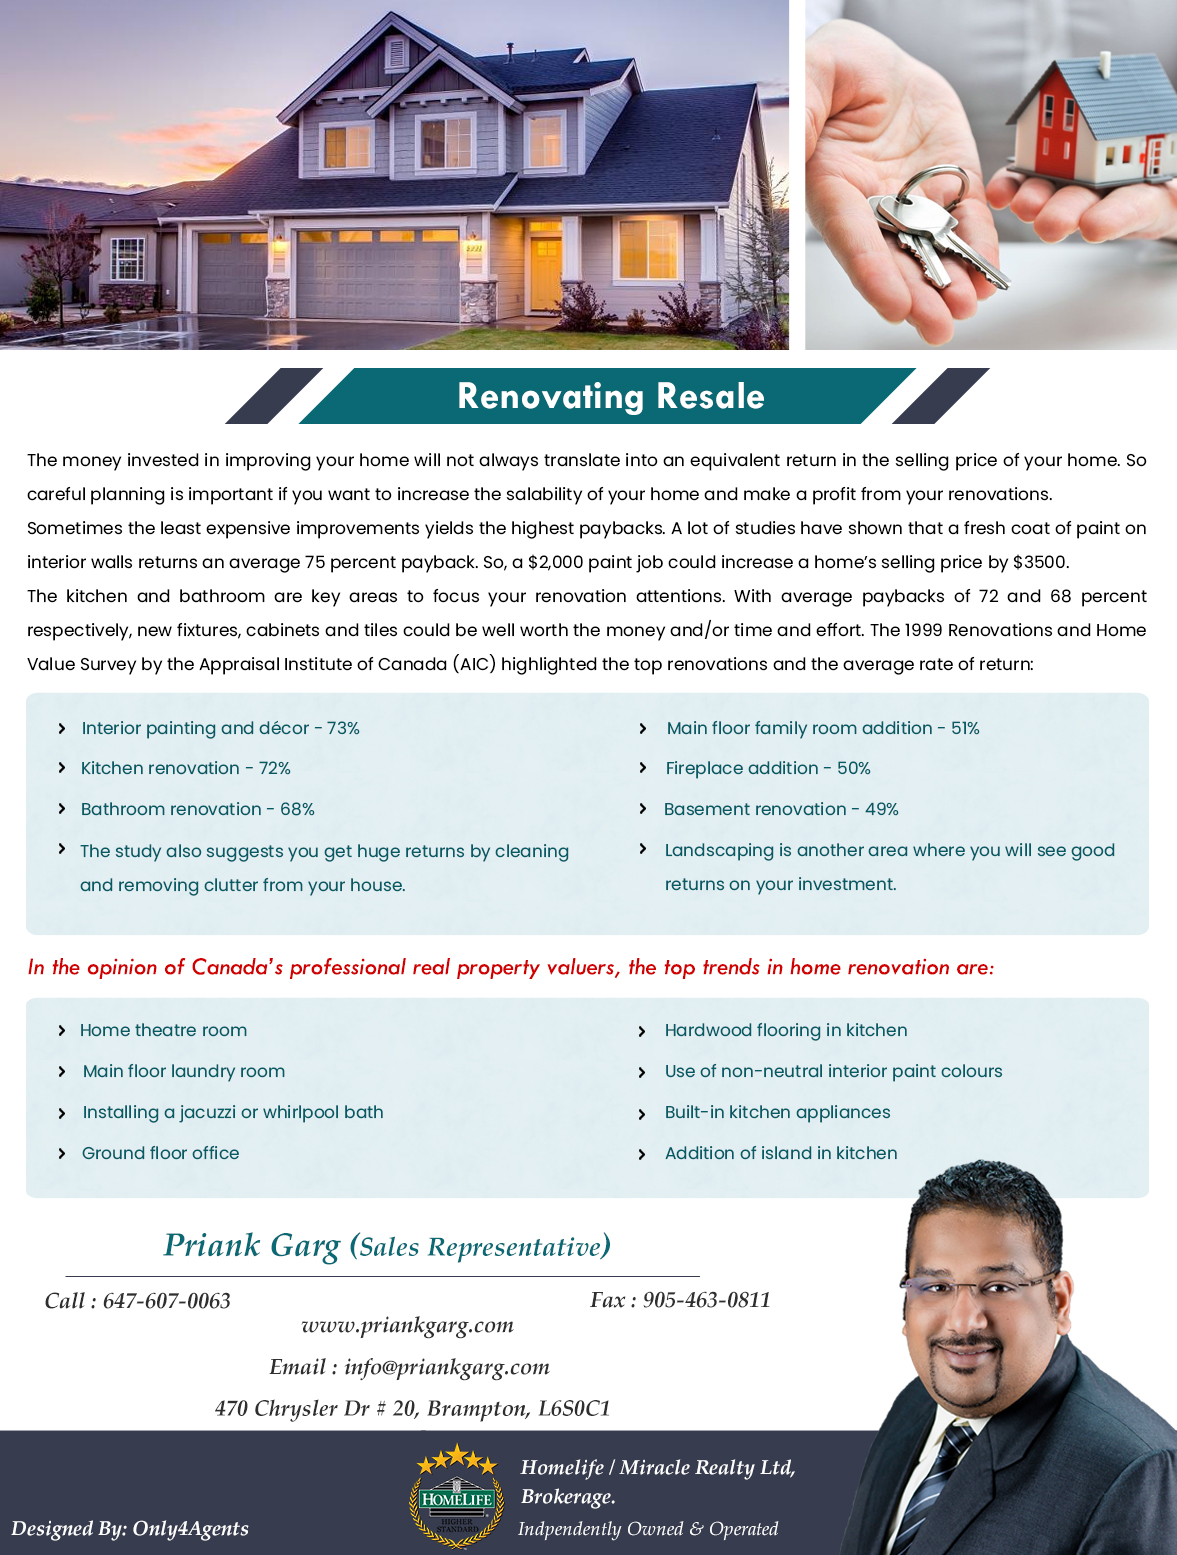 Renovating Resale
The money invested in improving your home will not always translate into an equivalent return in the selling price of your home. So
careful planning is important if you want to increase the salability of your home and make a profit from your renovations.
Sometimes the least expensive improvements yields the highest paybacks. A lot of studies have shown that a fresh coat of paint on
interior walls returns an average 75 percent payback. So, a $2,000 paint job could increase a home’s selling price by $3500.
The kitchen and bathroom are key areas to focus your renovation attentions. With average paybacks of 72 and 68 percent
respectively, new fixtures, cabinets and tiles could be well worth the money and/or time and effort. The 1999 Renovations and Home
Value Survey by the Appraisal Institute of Canada (AIC) highlighted the top renovations and the average rate of return:
Interior painting and décor - 73%
Kitchen renovation - 72%
Bathroom renovation - 68%
The study also suggests you get huge returns by cleaning
and removing clutter from your house.
Main floor family room addition - 51%
Fireplace addition - 50%
Basement renovation - 49%
Landscaping is another area where you will see good
returns on your investment.
In the opinion of Canada’s professional real property valuers, the top trends in home renovation are:
Home theatre room
Main floor laundry room
Installing a jacuzzi or whirlpool bath
Ground floor office
Hardwood flooring in kitchen
Use of non-neutral interior paint colours
Built-in kitchen appliances
Addition of island in kitchen
Priank Garg (Sales Representative)
Call : 647-607-0063
Fax : 905-463-0811
www.priankgarg.com
Email : info@priankgarg.com
470 Chrysler Dr # 20, Brampton, L6S0C1
HOMELIFE
HIGHER
STANDARDS
Homelife / Miracle Realty Ltd,
Brokerage.
Indpendently Owned & Operated
Designed By: Only4Agents